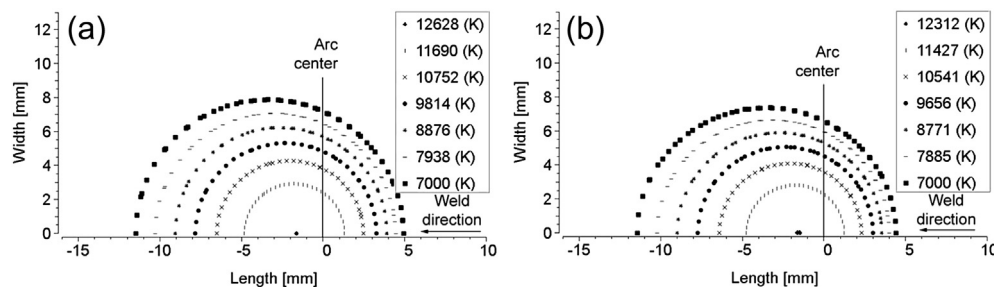 (a)
12
10
8
6
4
2
0
Width [mm]
-15
-10
-5
0
5
10
Length [mm]
Arc
center
12628 (K)
11690 (K)
10752 (K)
9814 (K)
8876 (K)
7938 (K)
7000 (K)
Weld
direction
(b)
12
10
8
6
4
2
0
Width [mm]
-15
-10
-5
0
5
10
Length [mm]
Arc
center
12312 (K)
11427 (K)
10541 (K)
9656 (K)
8771 (K)
7885 (K)
7000 (K)
Weld
direction